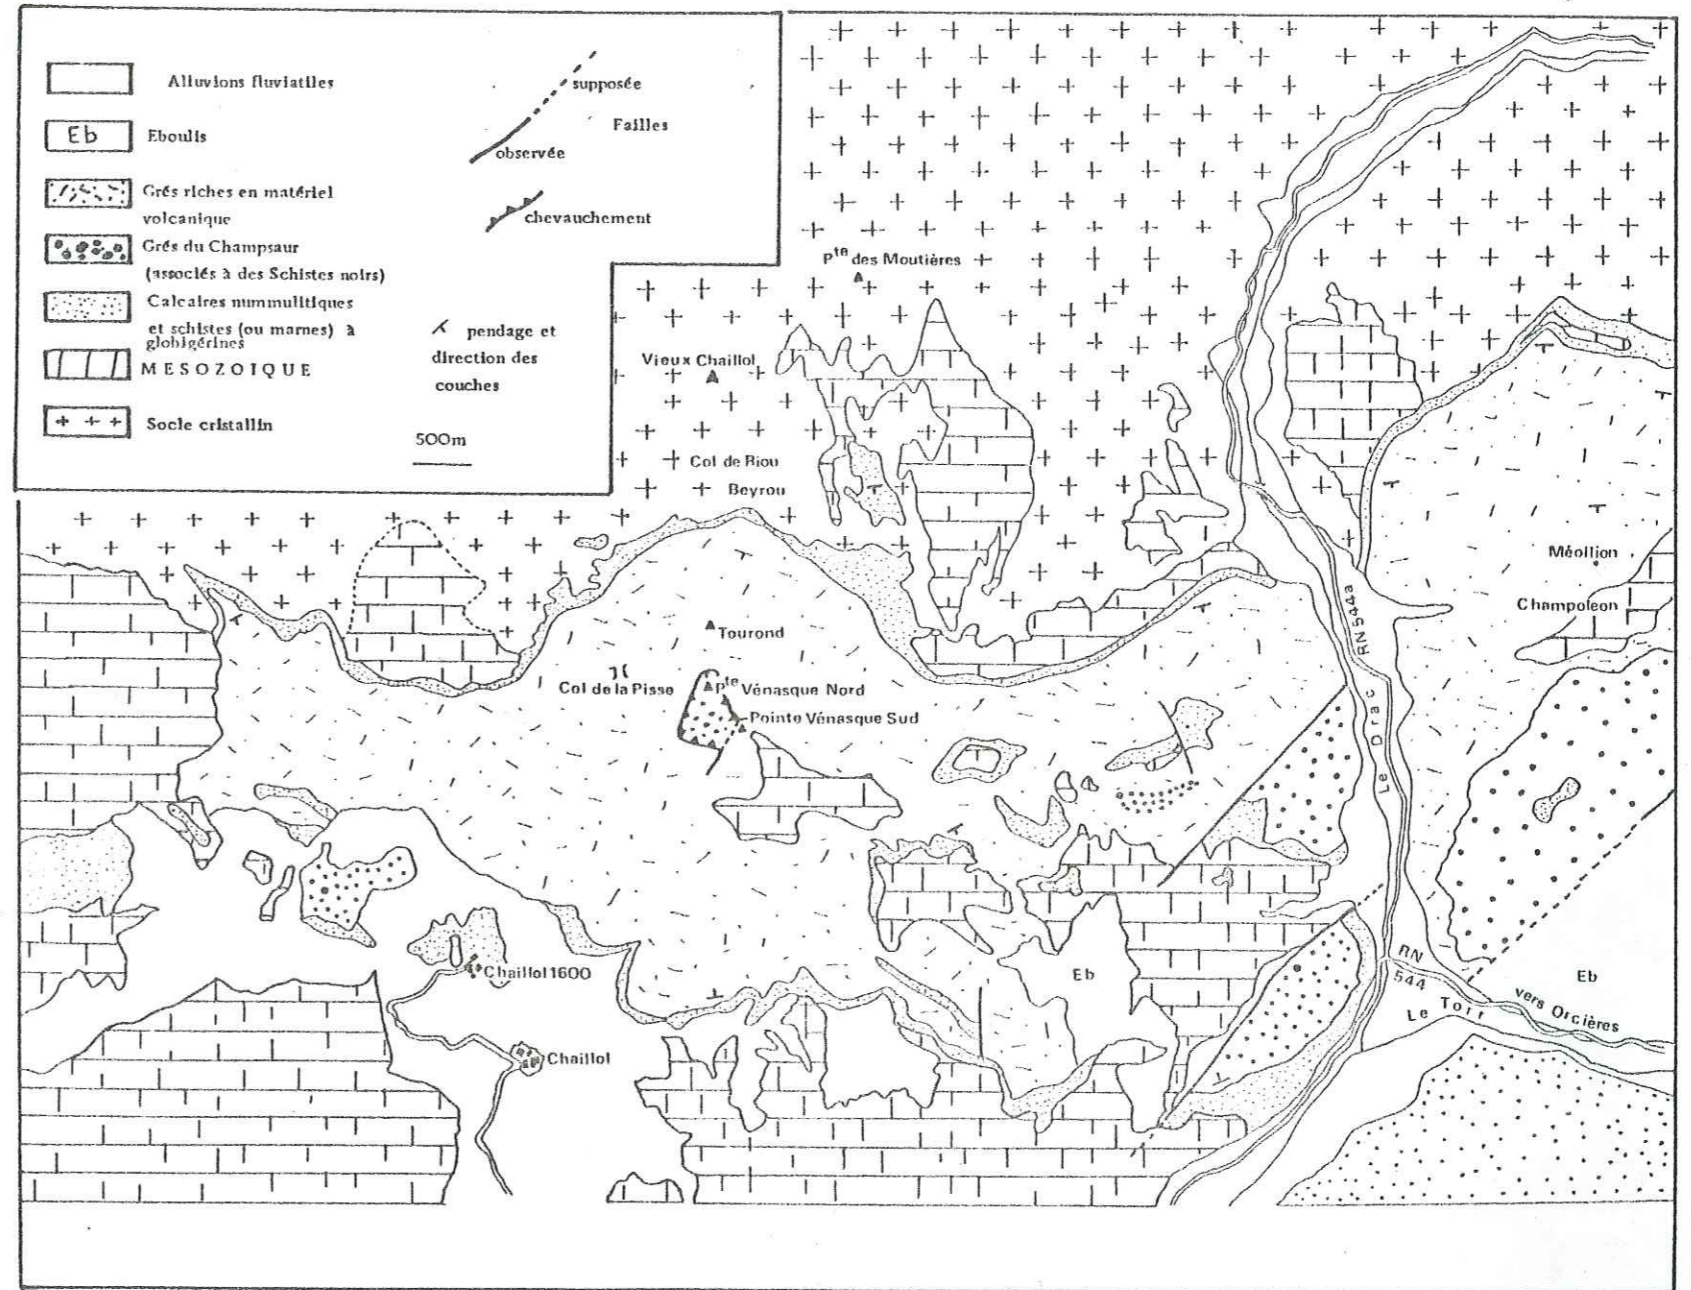 Alluvions fluviatiles
Eb
Eboulis
Grés riches en matériel
volcanique
Grés du Champsaur
(associés à des Schistes noirs)
Calcaires nummulitiques
et schistes (ou marnes) à
globigérines
MESOZOIQUE
Socle cristallin
supposée
Failles
observée
chevauchement
pendage et
direction des
couches
500m
Pte des Moutières
Vieux Chaillol
Col de Riou
Beyrou
Méollion
Champoleon
RN544a
Tourond
Col de la Pisse
Pte Vénasque Nord
Pointe Vénasque Sud
Le Drac
Chaillol 1600
Eb
RN
544
Eb
vers Orcières
Le Torr
Chaillol